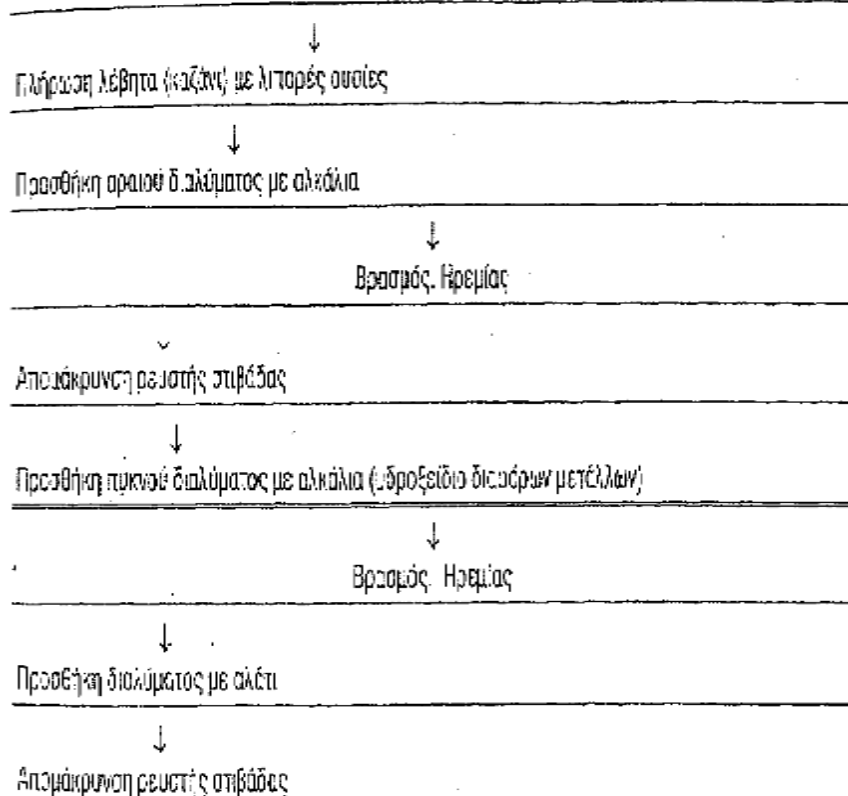 ↓
Πλήρωση λέβητα (καζάνι) με λιπαρές ουσίες
↓
Προσθήκη αραιού διαλύματος με αλκάλια
↓
Βρασμός. Ηρεμίας
Απομάκρυνση ρευστής στιβάδας
↓
Προσθήκη πυκνού διαλύματος με αλκάλια (υδροξείδιο διαφόρων μετάλλων)
↓
Βρασμός. Ηρεμίας
↓
Προσθήκη διαλύματος με αλάτι
↓
Απομάκρυνση ρευστής στιβάδας